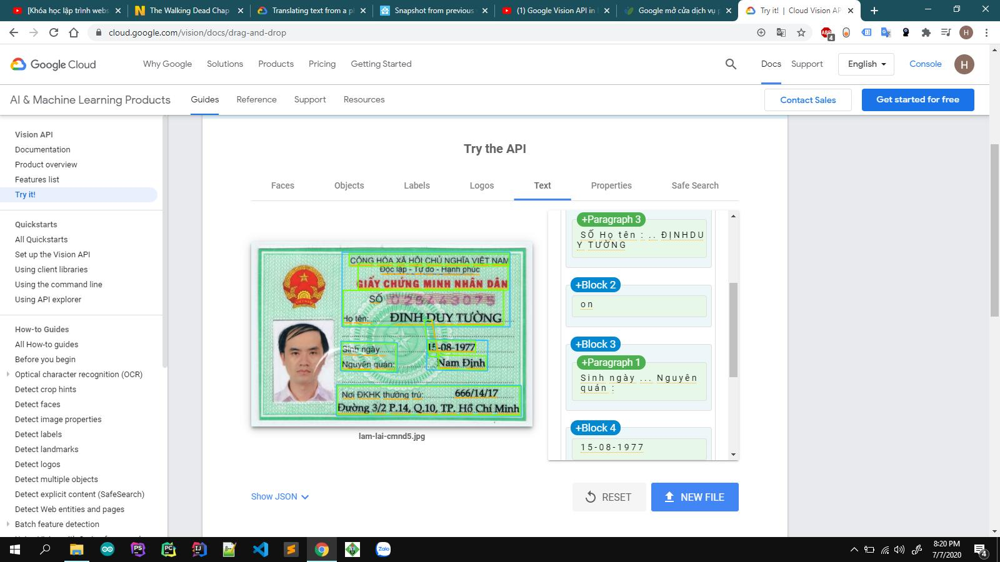 [Khóa học lập trình webs
The Walking Dead Chap
Translating text from a p
Snapshot from previous
(1) Google Vision API in
Google mở cửa dịch vụ
Try it! | Cloud Vision AP
cloud.google.com/vision/docs/drag-and-drop
ABP
4
H
Google Cloud
Why Google
Solutions
Products
Pricing
Getting Started
Docs
Support
English
Console
H
AI & Machine Learning Products
Guides
Reference
Support
Resources
Contact Sales
Get started for free
Vision API
Documentation
Product overview
Features list
Try it!
Quickstarts
All Quickstarts
Set up the Vision API
Using client libraries
Using the command line
Using API explorer
How-to Guides
All How-to guides
Before you begin
Optical character recognition (OCR)
Detect crop hints
Detect faces
Detect image properties
Detect labels
Detect landmarks
Detect logos
Detect multiple objects
Detect explicit content (SafeSearch)
Detect Web entities and pages
Batch feature detection
Try the API
Faces
Objects
Labels
Logos
Text
Properties
Safe Search
CỘNG HÒA XÃ HỘI CHỦ NGHĨA VIỆT NAM
Độc lập - Tự do - Hạnh phúc
GIẤY CHỨNG MINH NHÂN DÂN
SỐ 025443075
Họ tên: ĐINH DUY TƯỜNG
Sinh ngày 15-08-1977
Nguyên quán: Nam Định
Nơi ĐKHK thường trú: 666/14/17
Đường 3/2 P.14, Q.10, TP. Hồ Chí Minh
lam-lai-cmnd5.jpg
+Paragraph 3
SỐ Họ tên : .. ĐỊNHDU
Y TƯỜNG
+Block 2
on
+Block 3
+Paragraph 1
Sinh ngày ... Nguyên
quán :
+Block 4
15-08-1977
Show JSON
RESET
NEW FILE
PS
PC
IJ
Zalo
8:20 PM
7/7/2020
4